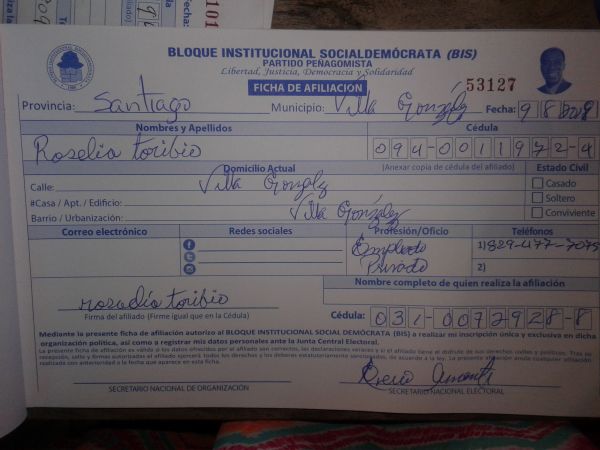 BLOQUE INSTITUCIONAL SOCIALDEMÓCRATA (BIS)
PARTIDO PEÑAGOMISTA
Libertad, Justicia, Democracia y Solidaridad
FICHA DE AFILIACION
53127
Provincia: Santiago Municipio: Villa González Fecha: 9 8 2018
Nombres y Apellidos Cédula
Roselia toribio 094-0011972-4
Domicilio Actual (Anexar copia de cédula del afiliado) Estado Civil
Calle: Villa González Casado
#Casa / Apt. / Edificio: Soltero
Barrio / Urbanización: Villa González Conviviente
Correo electrónico Redes sociales Profesión/Oficio Teléfonos
Empleado 1) 829-477-7075
Privado 2)
Nombre completo de quien realiza la afiliación
rosadia toribio
Firma del afiliado (Firme igual que en la Cédula) Cédula: 031-0072928-8
Mediante la presente ficha de afiliación autorizo al BLOQUE INSTITUCIONAL SOCIAL DEMÓCRATA (BIS) a realizar mi inscripción única y exclusiva en dicha
organización política, así como a registrar mis datos personales ante la Junta Central Electoral.
SECRETARIO NACIONAL DE ORGANIZACIÓN SECRETARIO NACIONAL ELECTORAL